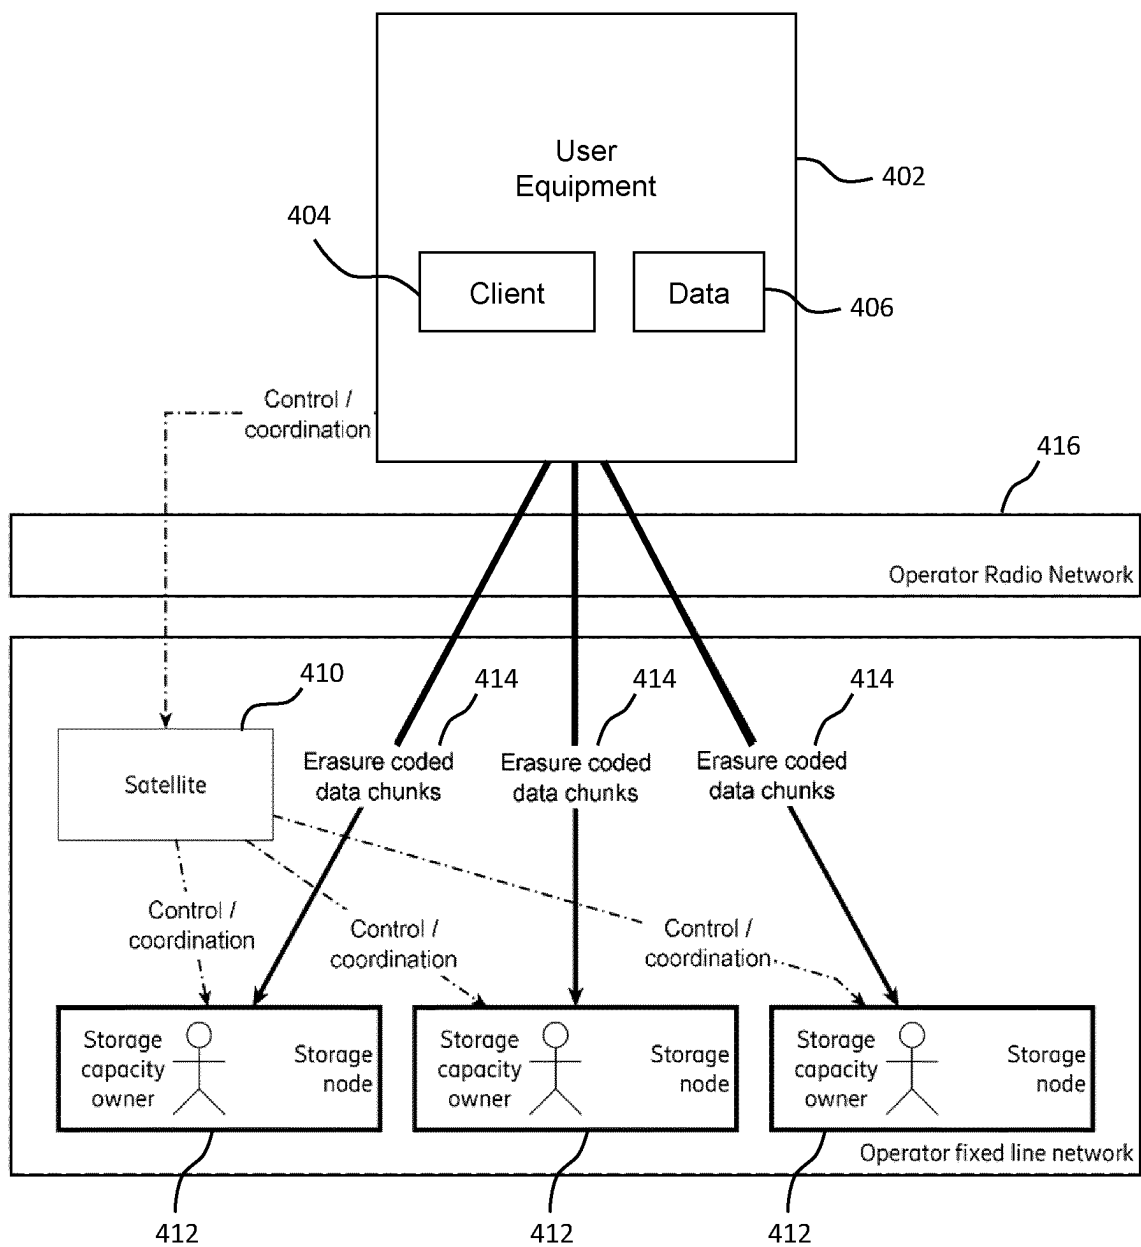 User
Equipment
402
404
Client
Data
406
Control /
coordination
416
Operator Radio Network
410
414
414
414
Satellite
Erasure coded
data chunks
Erasure coded
data chunks
Erasure coded
data chunks
Control /
coordination
Control /
coordination
Control /
coordination
Storage
capacity
owner
Storage
node
Storage
capacity
owner
Storage
node
Storage
capacity
owner
Storage
node
Operator fixed line network
412
412
412